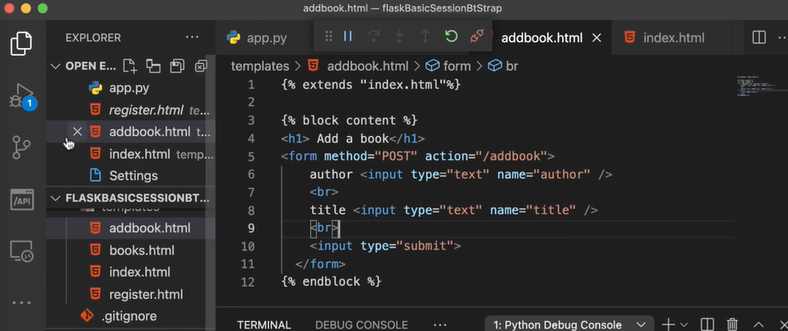 addbook.html — flaskBasicSessionBtStrap
EXPLORER
app.py
addbook.html
index.html
OPEN E...
app.py
register.html te...
addbook.html t...
index.html temp...
Settings
FLASKBASICSESSIONBT...
templates
addbook.html
books.html
index.html
register.html
.gitignore
1
/API
templates > addbook.html > form > br
1 {% extends "index.html"%}
2
3 {% block content %}
4 <h1> Add a book</h1>
5 <form method="POST" action="/addbook">
6 author <input type="text" name="author" />
7 <br>
8 title <input type="text" name="title" />
9 <br>
10 <input type="submit">
11 </form>
12 {% endblock %}
TERMINAL
DEBUG CONSOLE
1: Python Debug Console